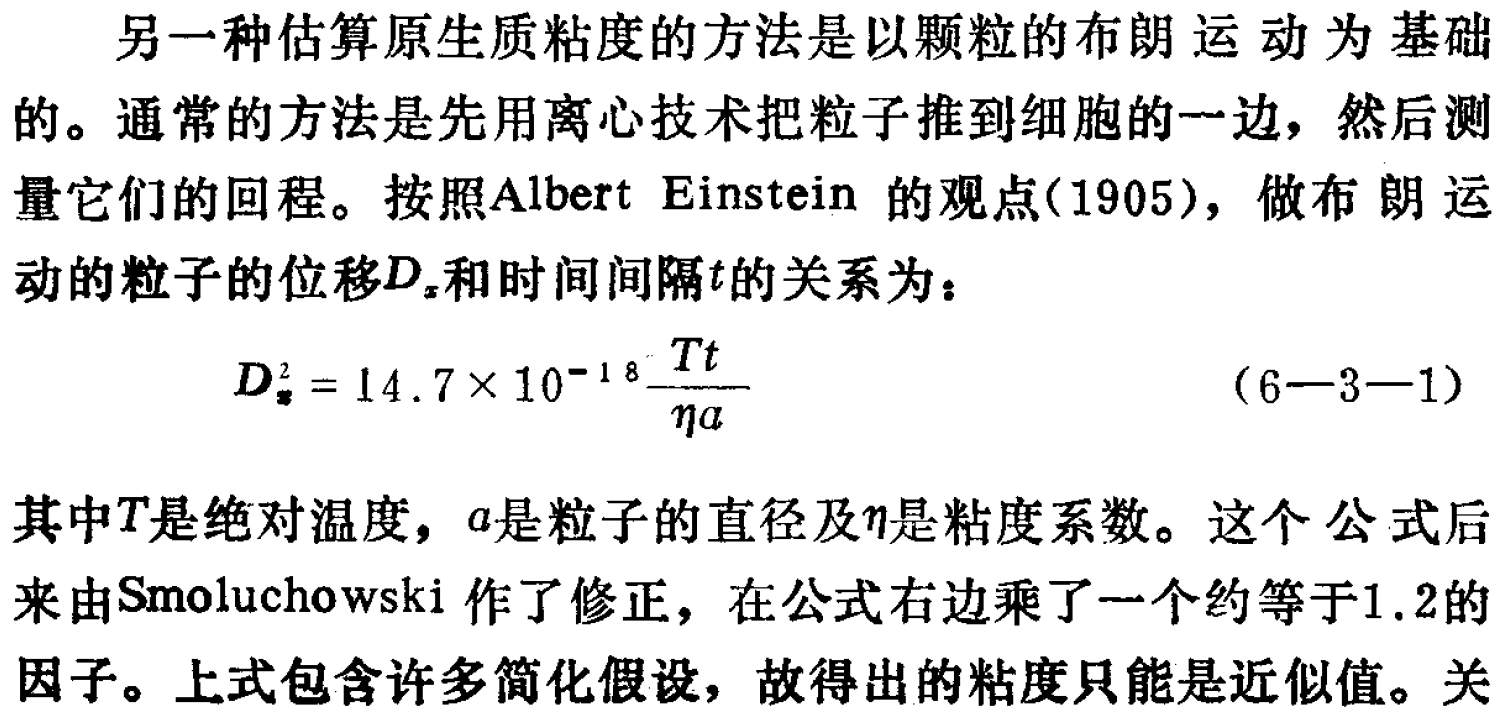 另一种估算原生质粘度的方法是以颗粒的布朗运动为基础
的。通常的方法是先用离心技术把粒子推到细胞的一边，然后测
量它们的回程。按照Albert Einstein 的观点(1905)，做布朗运
动的粒子的位移Dₓ和时间间隔t的关系为：
Dₓ² = 14.7×10⁻¹⁸ Tt/ηa （6—3—1）
其中T是绝对温度，a是粒子的直径及η是粘度系数。这个公式后
来由Smoluchowski 作了修正，在公式右边乘了一个约等于1.2的
因子。上式包含许多简化假设，故得出的粘度只能是近似值。关